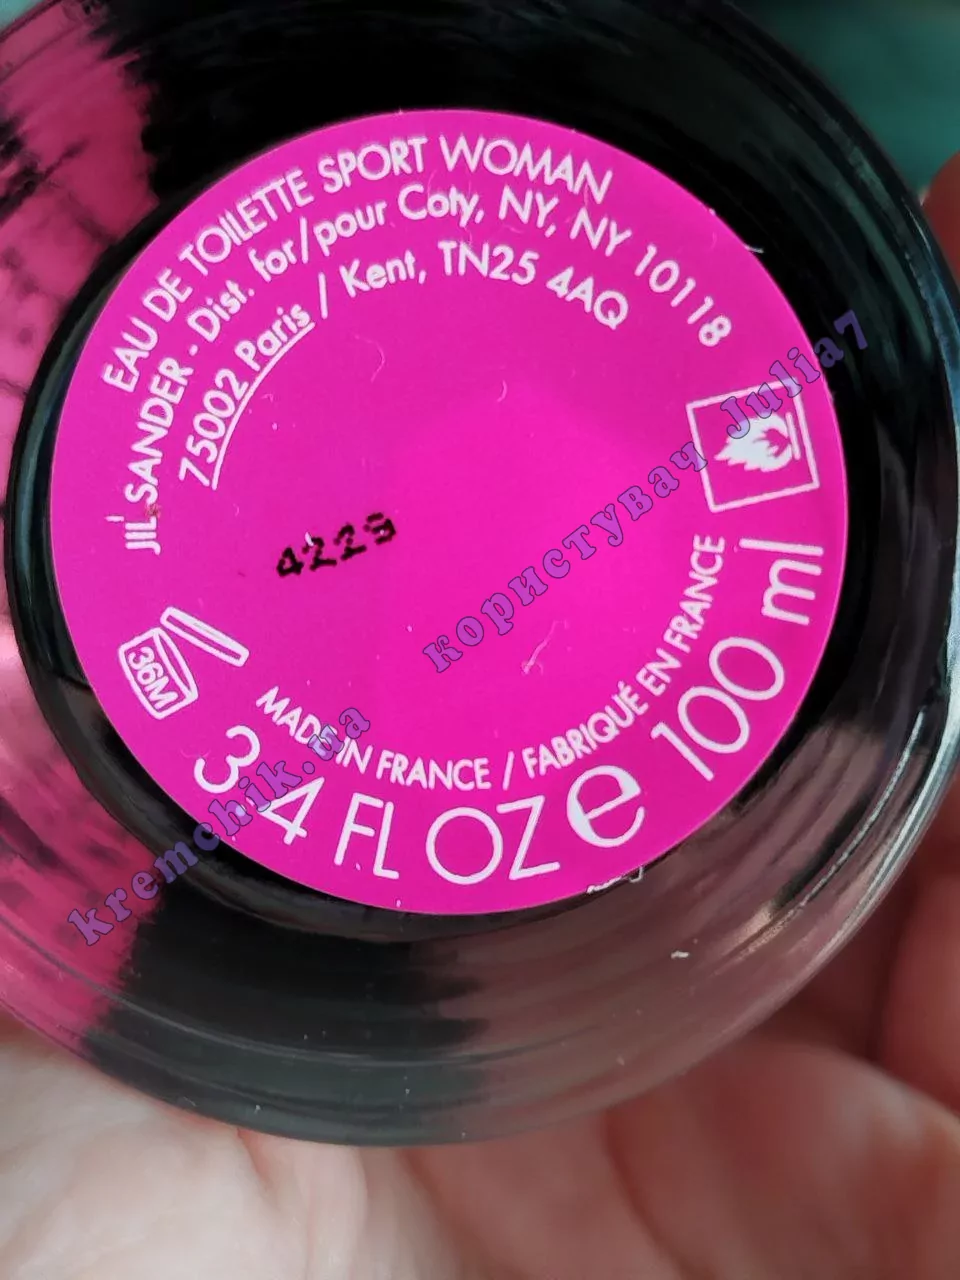 EAU DE TOILETTE SPORT WOMAN
JIL SANDER - Dist. for/pour Coty, NY, NY 10118
75002 Paris / Kent, TN25 4AQ
4229
36M
MADE IN FRANCE / FABRIQUÉ EN FRANCE
3.4 FL OZ e 100 ml
kremchik.ua
користувач Julia7